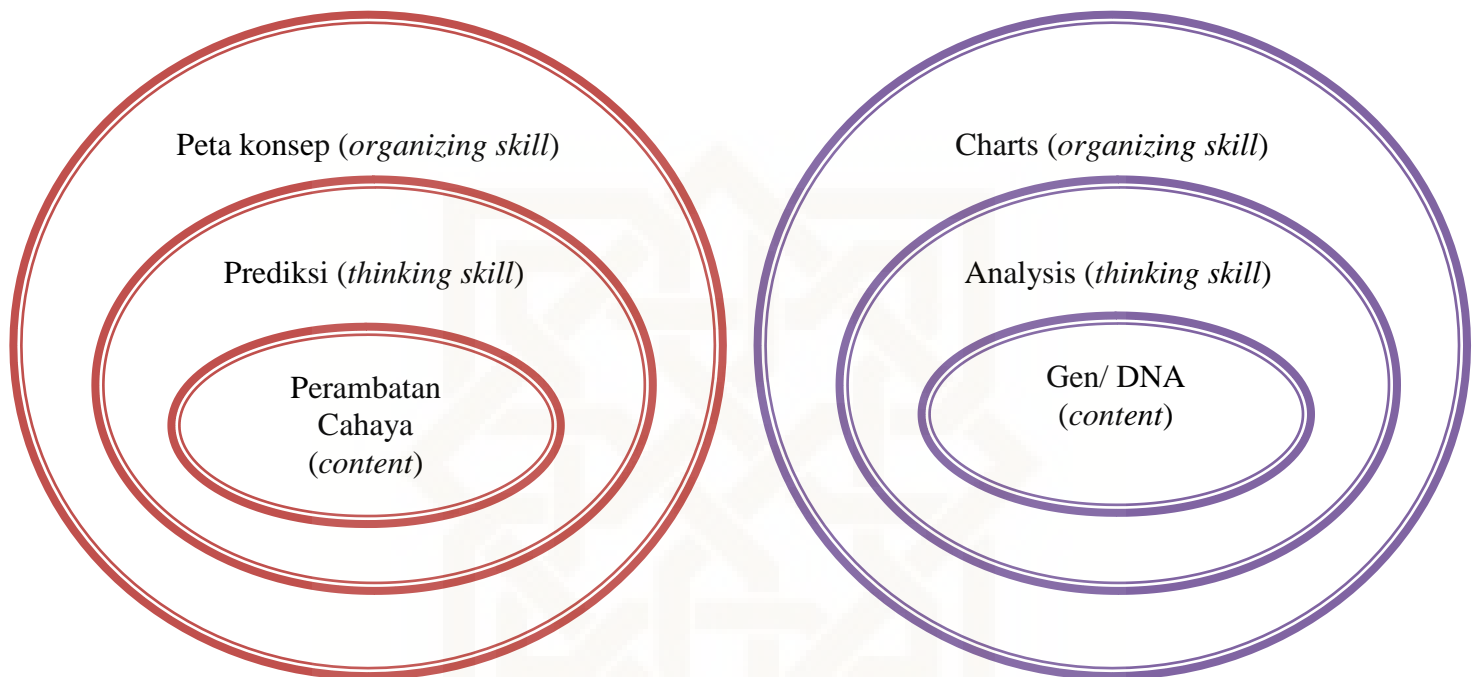 Peta konsep (organizing skill)
Prediksi (thinking skill)
Perambatan
Cahaya
(content)
Charts (organizing skill)
Analysis (thinking skill)
Gen/ DNA
(content)